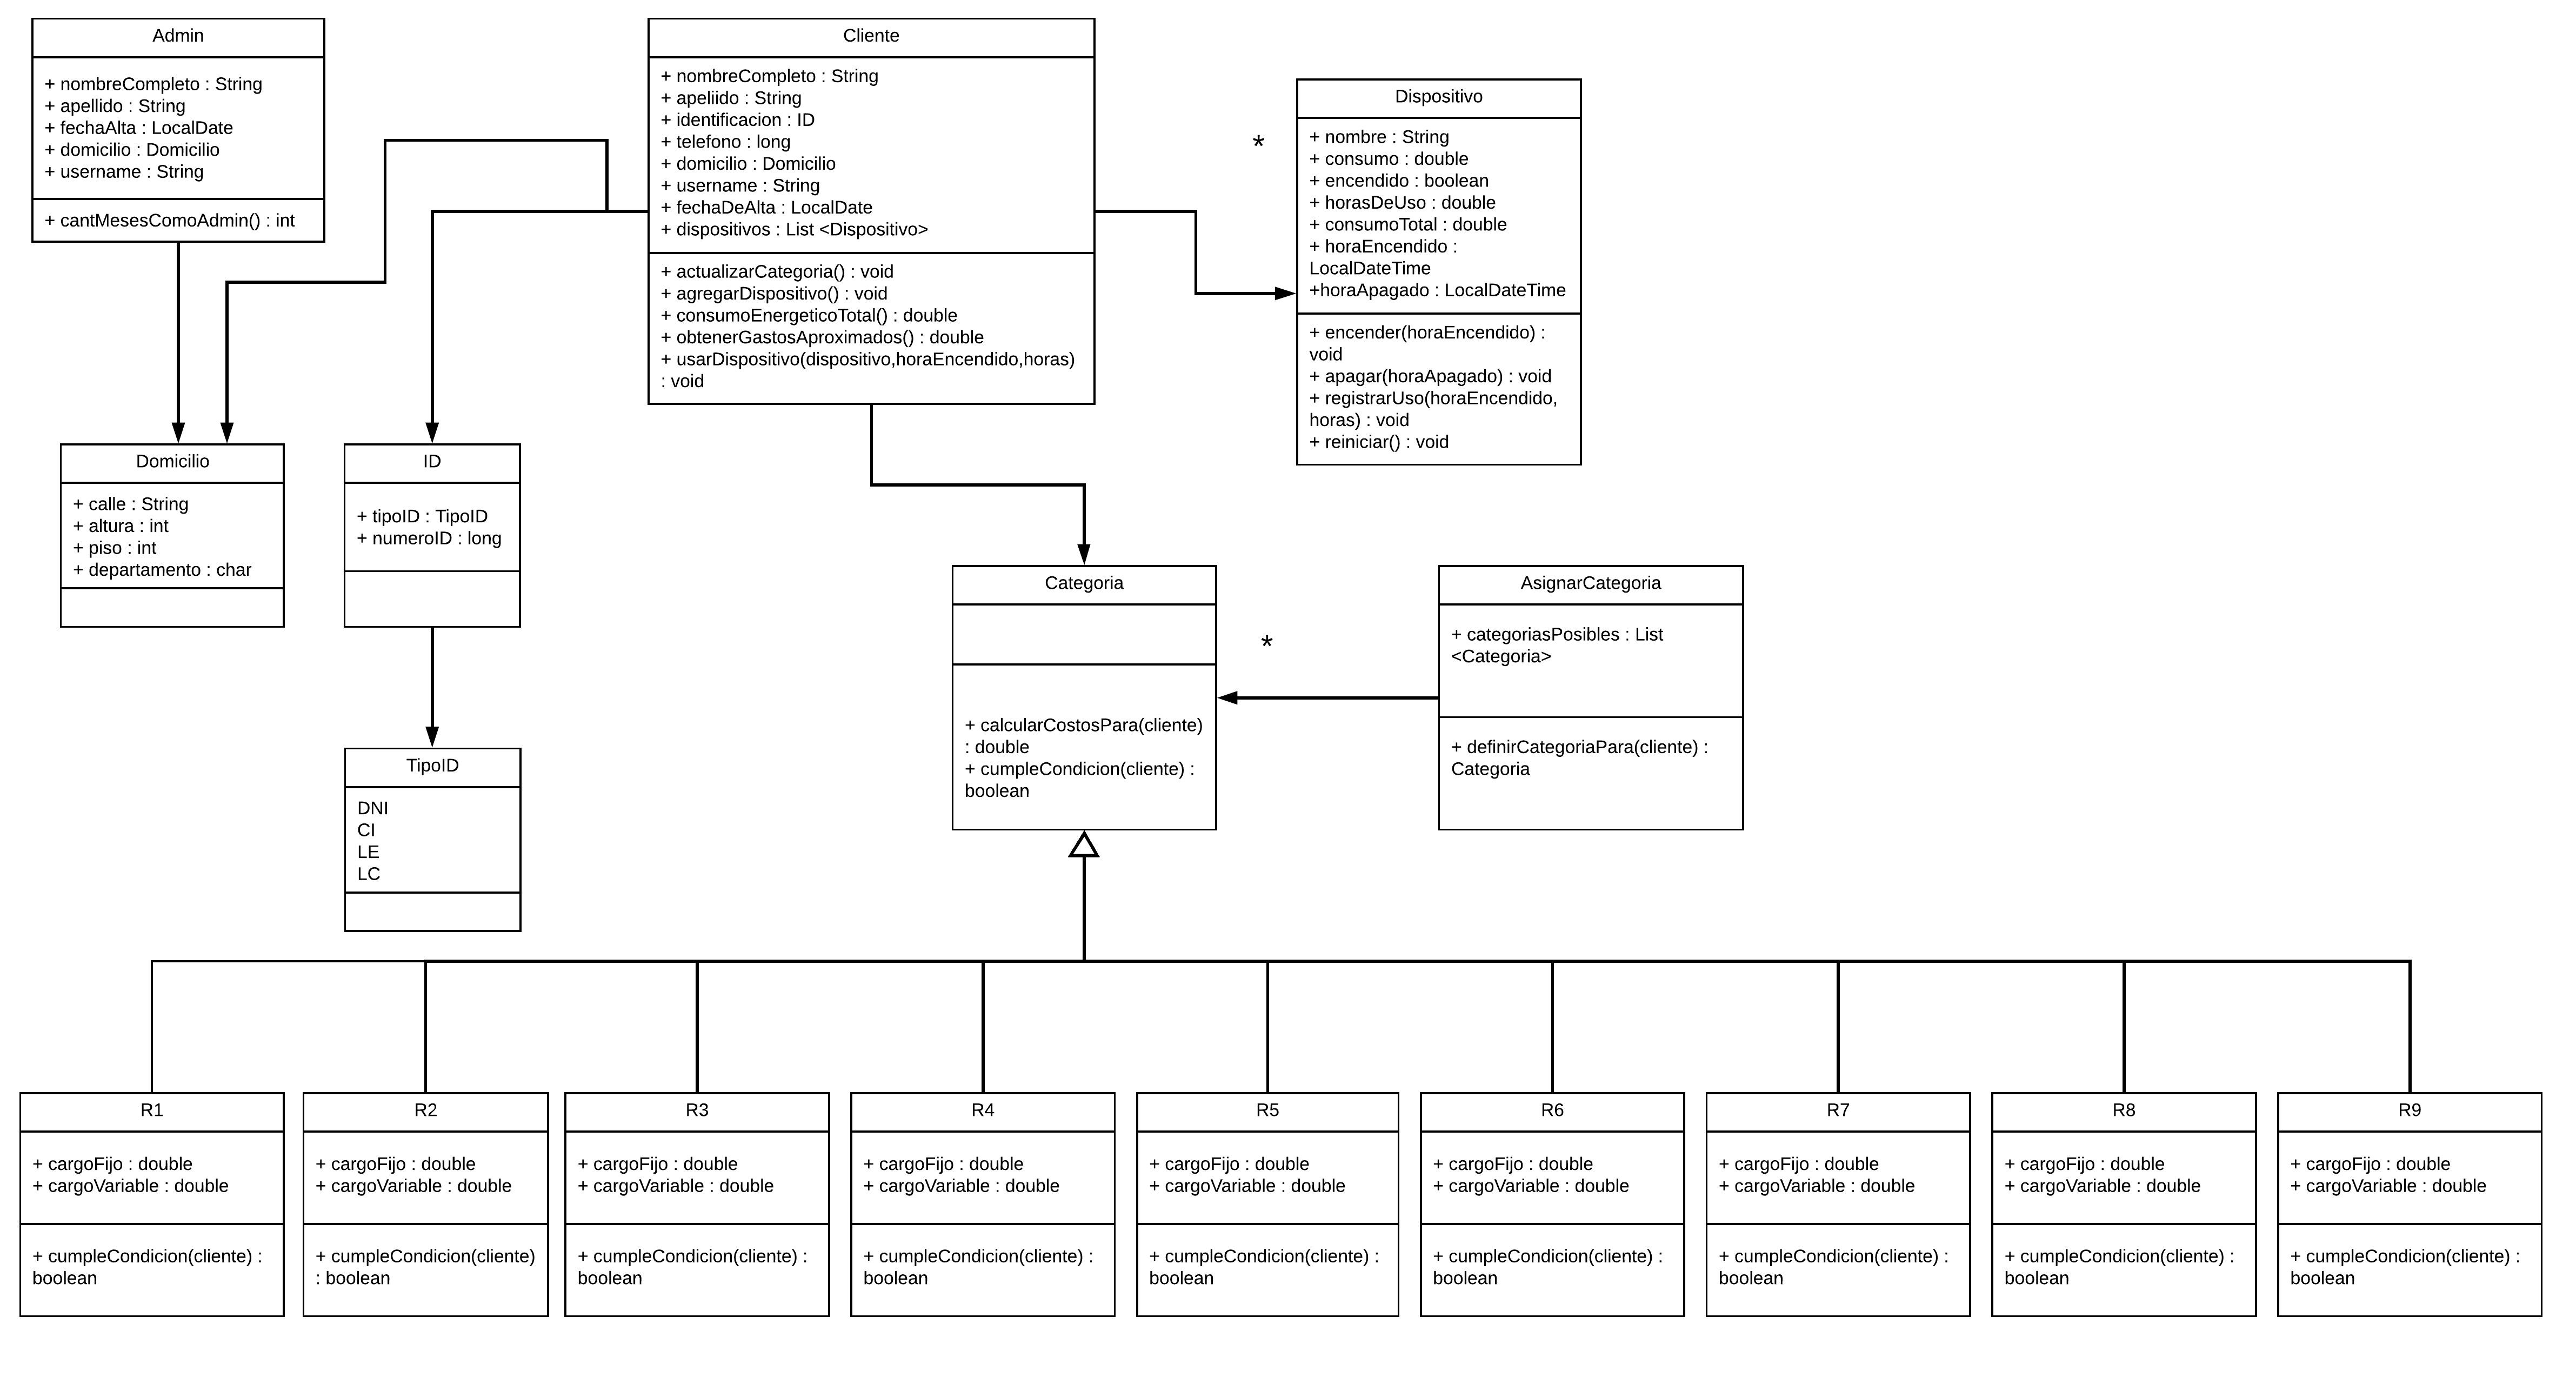 Admin
+ nombreCompleto : String
+ apellido : String
+ fechaAlta : LocalDate
+ domicilio : Domicilio
+ username : String
+ cantMesesComoAdmin() : int
Cliente
+ nombreCompleto : String
+ apeliido : String
+ identificacion : ID
+ telefono : long
+ domicilio : Domicilio
+ username : String
+ fechaDeAlta : LocalDate
+ dispositivos : List <Dispositivo>
+ actualizarCategoria() : void
+ agregarDispositivo() : void
+ consumoEnergeticoTotal() : double
+ obtenerGastosAproximados() : double
+ usarDispositivo(dispositivo,horaEncendido,horas)
: void
*
Dispositivo
+ nombre : String
+ consumo : double
+ encendido : boolean
+ horasDeUso : double
+ consumoTotal : double
+ horaEncendido :
LocalDateTime
+horaApagado : LocalDateTime
+ encender(horaEncendido) :
void
+ apagar(horaApagado) : void
+ registrarUso(horaEncendido,
horas) : void
+ reiniciar() : void
Domicilio
+ calle : String
+ altura : int
+ piso : int
+ departamento : char
ID
+ tipoID : TipoID
+ numeroID : long
TipoID
DNI
CI
LE
LC
Categoria
+ calcularCostosPara(cliente)
: double
+ cumpleCondicion(cliente) :
boolean
*
AsignarCategoria
+ categoriasPosibles : List
<Categoria>
+ definirCategoriaPara(cliente) :
Categoria
R1
+ cargoFijo : double
+ cargoVariable : double
+ cumpleCondicion(cliente) :
boolean
R2
+ cargoFijo : double
+ cargoVariable : double
+ cumpleCondicion(cliente)
: boolean
R3
+ cargoFijo : double
+ cargoVariable : double
+ cumpleCondicion(cliente) :
boolean
R4
+ cargoFijo : double
+ cargoVariable : double
+ cumpleCondicion(cliente) :
boolean
R5
+ cargoFijo : double
+ cargoVariable : double
+ cumpleCondicion(cliente) :
boolean
R6
+ cargoFijo : double
+ cargoVariable : double
+ cumpleCondicion(cliente) :
boolean
R7
+ cargoFijo : double
+ cargoVariable : double
+ cumpleCondicion(cliente) :
boolean
R8
+ cargoFijo : double
+ cargoVariable : double
+ cumpleCondicion(cliente) :
boolean
R9
+ cargoFijo : double
+ cargoVariable : double
+ cumpleCondicion(cliente) :
boolean